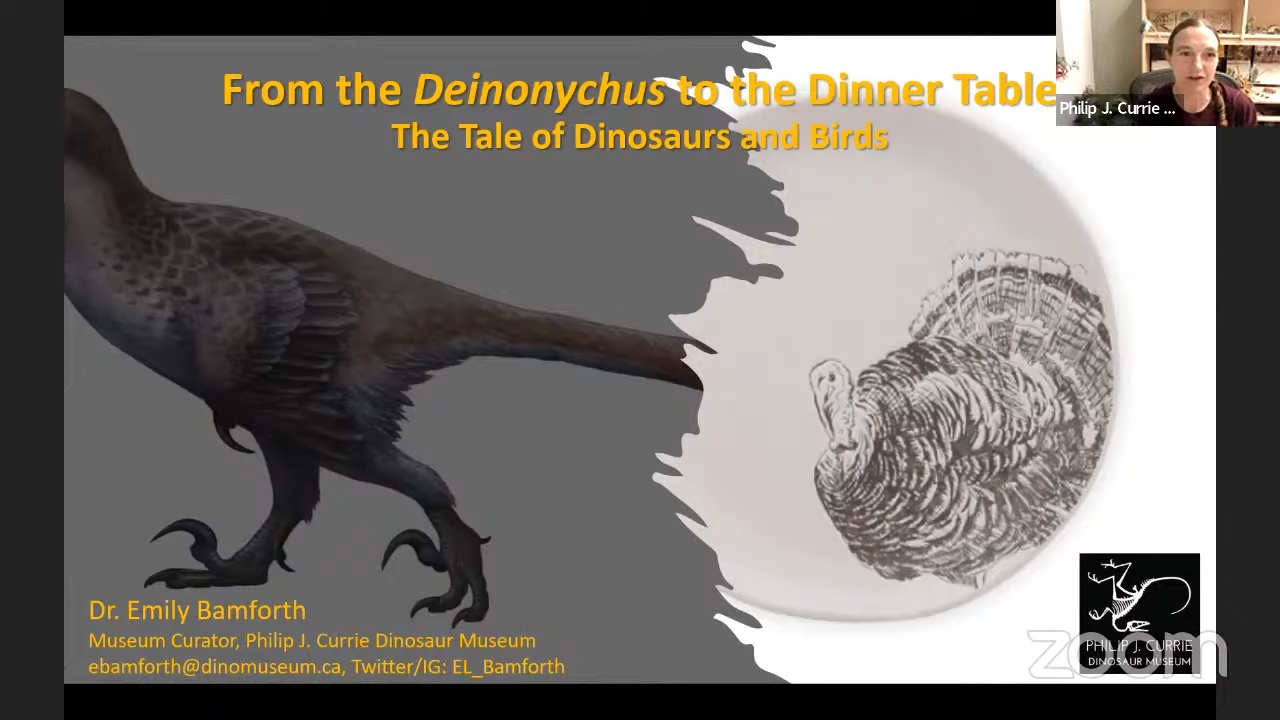 From the Deinonychus to the Dinner Table
The Tale of Dinosaurs and Birds
Philip J. Currie ...
Dr. Emily Bamforth
Museum Curator, Philip J. Currie Dinosaur Museum
ebamforth@dinomuseum.ca, Twitter/IG: EL_Bamforth
PHILIP J. CURRIE
DINOSAUR MUSEUM
zoom